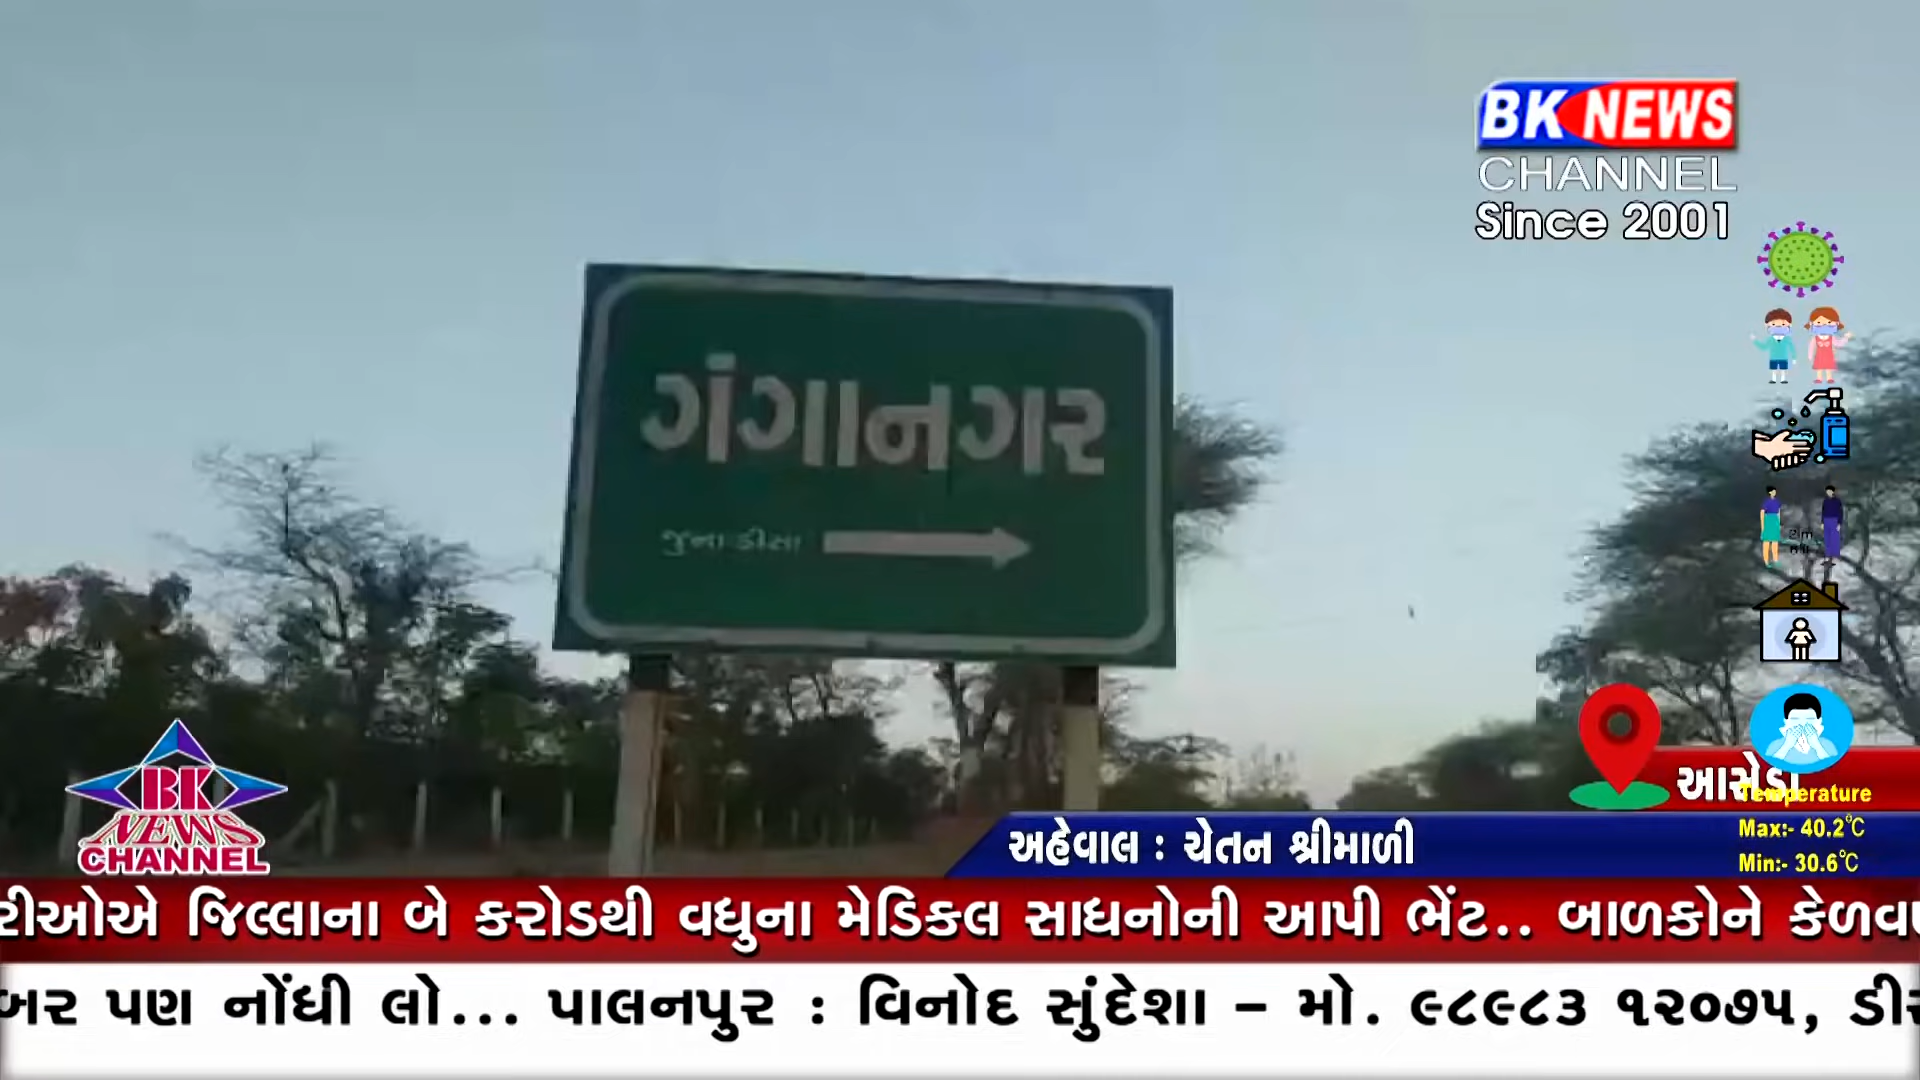 BK NEWS
CHANNEL
Since 2001
ગંગાનગર
જુના ડીસા
આસેડા
Temperature
Max:- 40.2°C
Min:- 30.6°C
અહેવાલ : ચેતન શ્રીમાળી
BK
NEWS
CHANNEL
રીઓએ જિલ્લાના બે કરોડથી વધુના મેડિકલ સાધનોની આપી ભેંટ.. બાળકોને કેળવણ
બર પણ નોંધી લો... પાલનપુર : વિનોદ સુંદેશા – મો. ૯૮૯૮૩ ૧૨૦૭૫, ડીસ